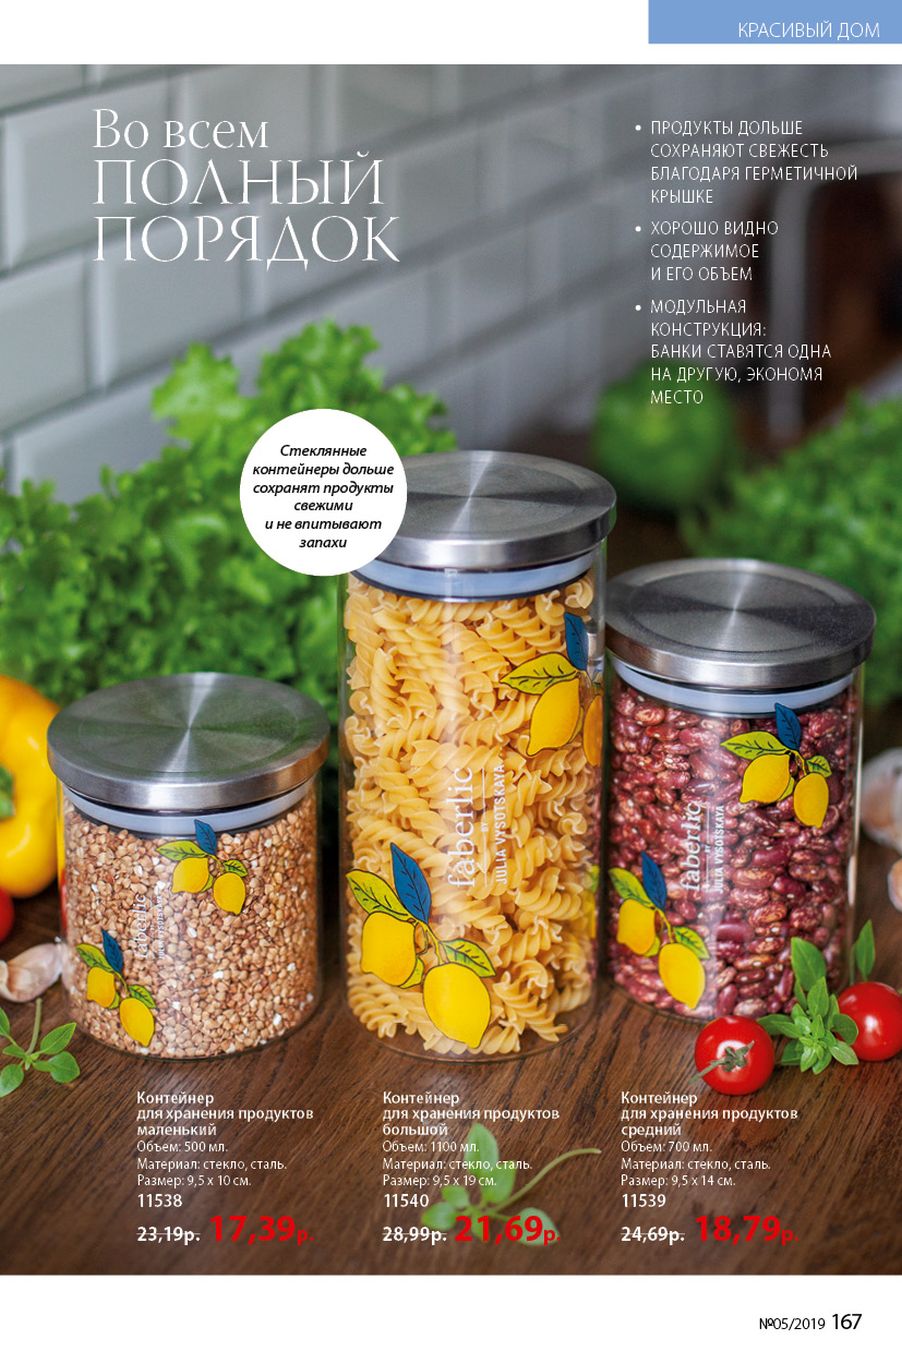 КРАСИВЫЙ ДОМ
Во всем
ПОЛНЫЙ
ПОРЯДОК
• ПРОДУКТЫ ДОЛЬШЕ
СОХРАНЯЮТ СВЕЖЕСТЬ
БЛАГОДАРЯ ГЕРМЕТИЧНОЙ
КРЫШКЕ
• ХОРОШО ВИДНО
СОДЕРЖИМОЕ
И ЕГО ОБЪЕМ
• МОДУЛЬНАЯ
КОНСТРУКЦИЯ:
БАНКИ СТАВЯТСЯ ОДНА
НА ДРУГУЮ, ЭКОНОМЯ
МЕСТО
Стеклянные
контейнеры дольше
сохранят продукты
свежими
и не впитывают
запахи
faberlic
faberlic
BY
JULIA VYSOTSKAYA
faberlic
BY
JULIA VYSOTSKAYA
Контейнер
для хранения продуктов
маленький
Объем: 500 мл.
Материал: стекло, сталь.
Размер: 9,5 х 10 см.
11538
23,19р. 17,39р.
Контейнер
для хранения продуктов
большой
Объем: 1100 мл.
Материал: стекло, сталь.
Размер: 9,5 х 19 см.
11540
28,99р. 21,69р.
Контейнер
для хранения продуктов
средний
Объем: 700 мл.
Материал: стекло, сталь.
Размер: 9,5 х 14 см.
11539
24,69р. 18,79р.
№05/2019 167